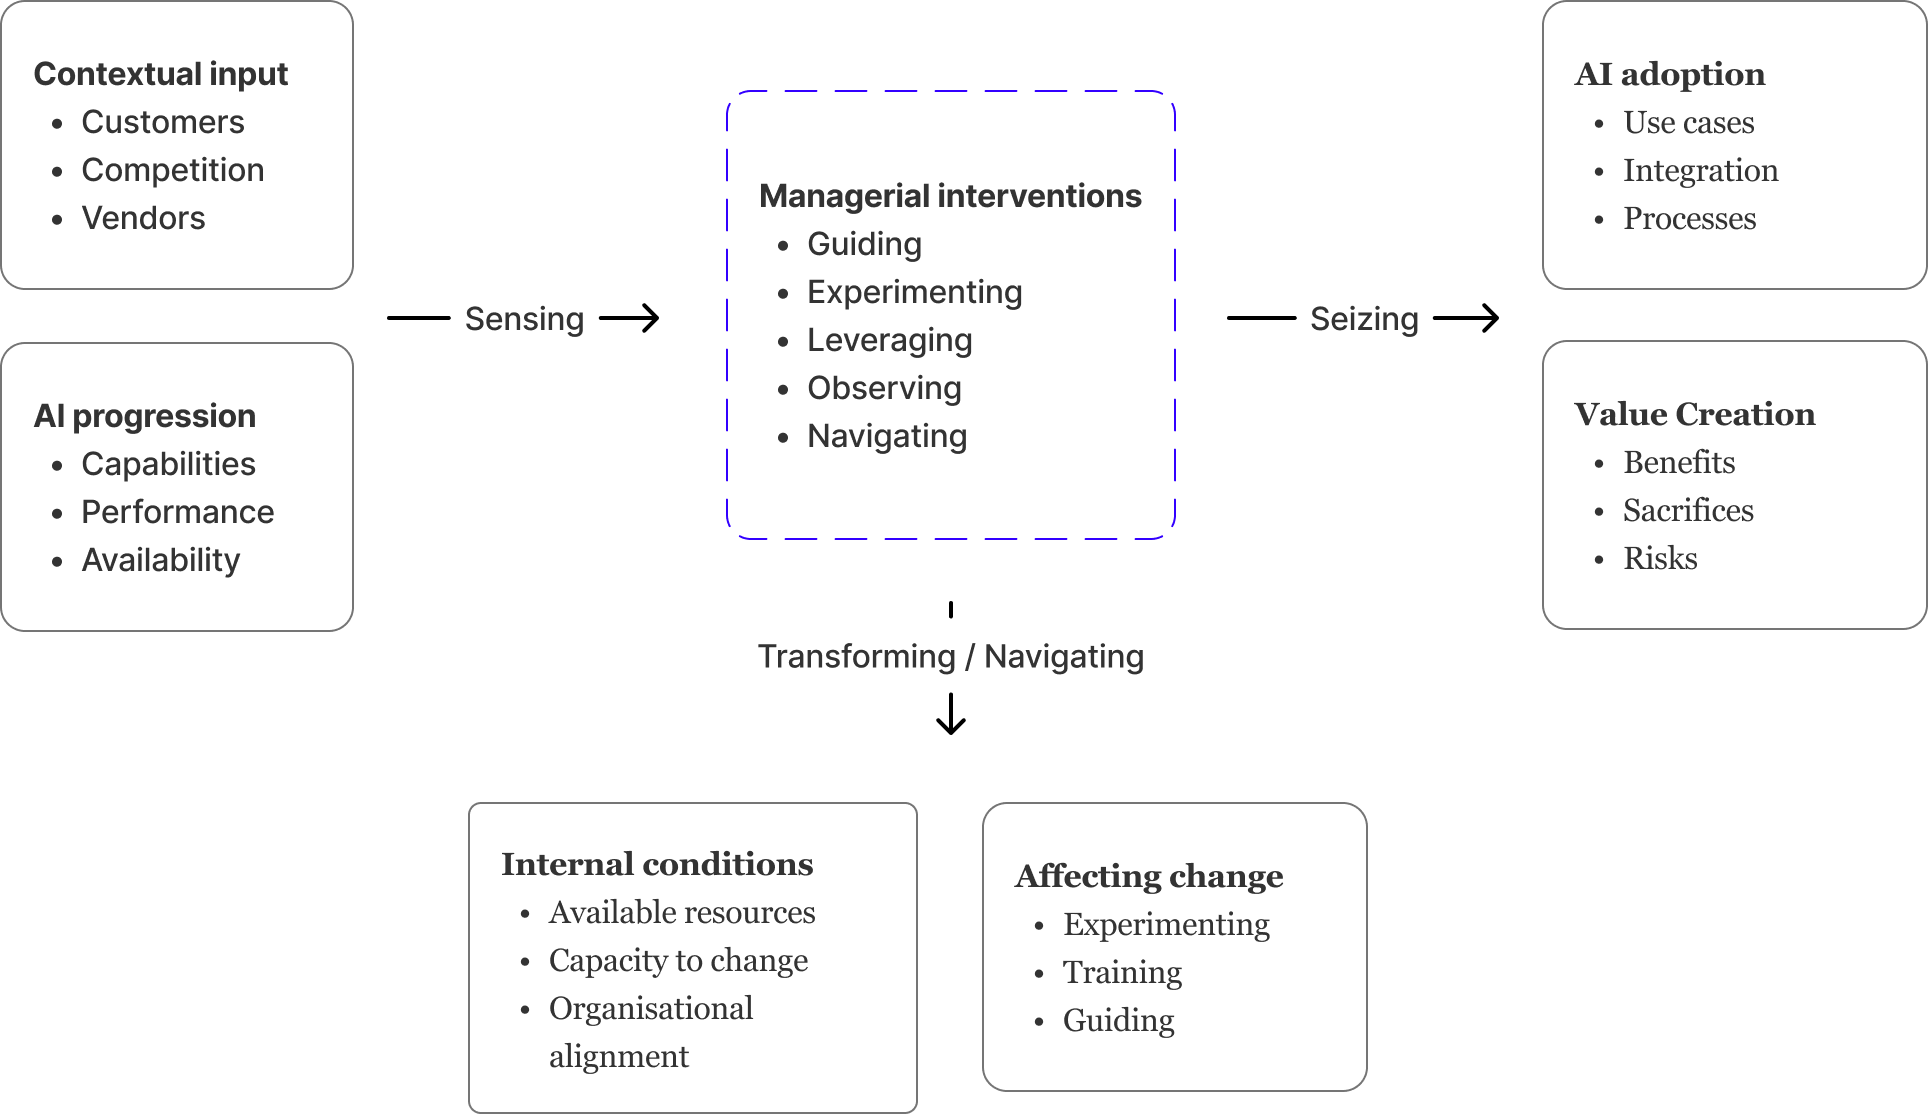 Contextual input
• Customers
• Competition
• Vendors
AI progression
• Capabilities
• Performance
• Availability
Sensing
Managerial interventions
• Guiding
• Experimenting
• Leveraging
• Observing
• Navigating
Seizing
AI adoption
• Use cases
• Integration
• Processes
Value Creation
• Benefits
• Sacrifices
• Risks
Transforming / Navigating
Internal conditions
• Available resources
• Capacity to change
• Organisational
alignment
Affecting change
• Experimenting
• Training
• Guiding